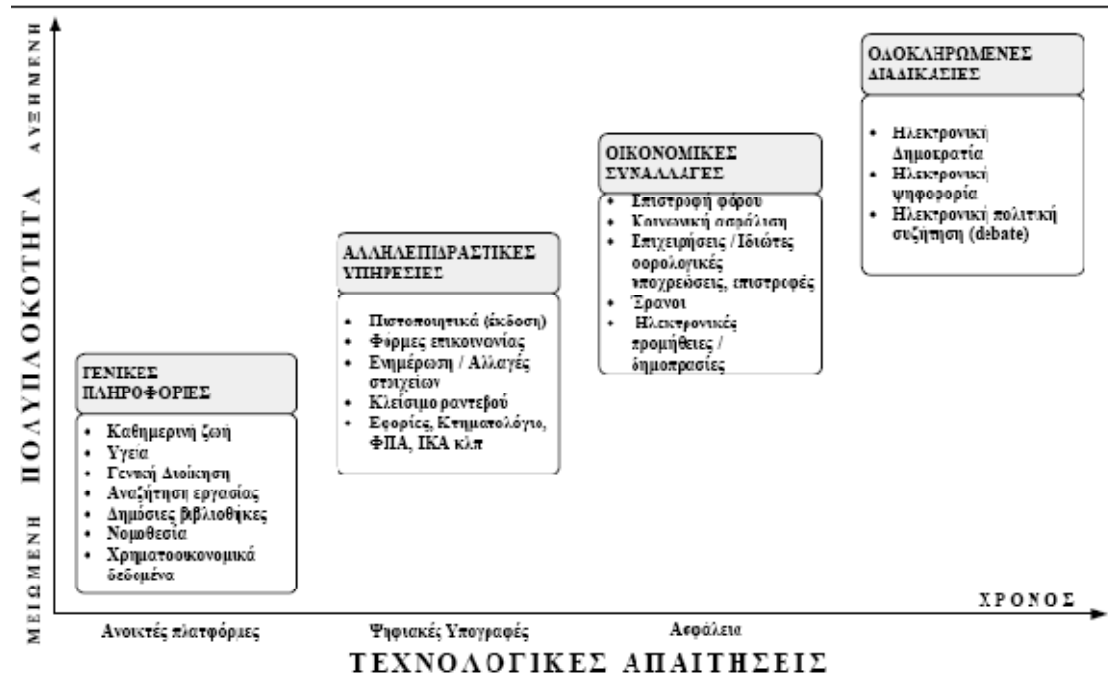 ΑΥΞΗΜΕΝΗ
ΠΟΛΥΠΛΟΚΟΤΗΤΑ
ΜΕΙΩΜΕΝΗ
ΓΕΝΙΚΕΣ
ΠΛΗΡΟΦΟΡΙΕΣ
• Καθημερινή ζωή
• Υγεία
• Γενική Διοίκηση
• Αναζήτηση εργασίας
• Δημόσιες βιβλιοθήκες
• Νομοθεσία
• Χρηματοοικονομικά
δεδομένα
ΑΛΛΗΛΕΠΙΔΡΑΣΤΙΚΕΣ
ΥΠΗΡΕΣΙΕΣ
• Πιστοποιητικά (έκδοση)
• Φόρμες επικοινωνίας
• Ενημέρωση / Αλλαγές
στοιχείων
• Κλείσιμο ραντεβού
• Εφορίες, Κτηματολόγιο,
ΦΠΑ, ΙΚΑ κλπ
ΟΙΚΟΝΟΜΙΚΕΣ
ΣΥΝΑΛΛΑΓΕΣ
• Επιστροφή φόρου
• Κοινωνική ασφάλιση
• Επιχειρήσεις / Ιδιώτες
φορολογικές
υποχρεώσεις, επιστροφές
• Έρανοι
• Ηλεκτρονικές
προμήθειες /
δημοπρασίες
ΟΛΟΚΛΗΡΩΜΕΝΕΣ
ΔΙΑΔΙΚΑΣΙΕΣ
• Ηλεκτρονική
Δημοκρατία
• Ηλεκτρονική
ψηφοφορία
• Ηλεκτρονική πολιτική
συζήτηση (debate)
ΧΡΟΝΟΣ
Ανοικτές πλατφόρμες
Ψηφιακές Υπογραφές
Ασφάλεια
ΤΕΧΝΟΛΟΓΙΚΕΣ ΑΠΑΙΤΗΣΕΙΣ